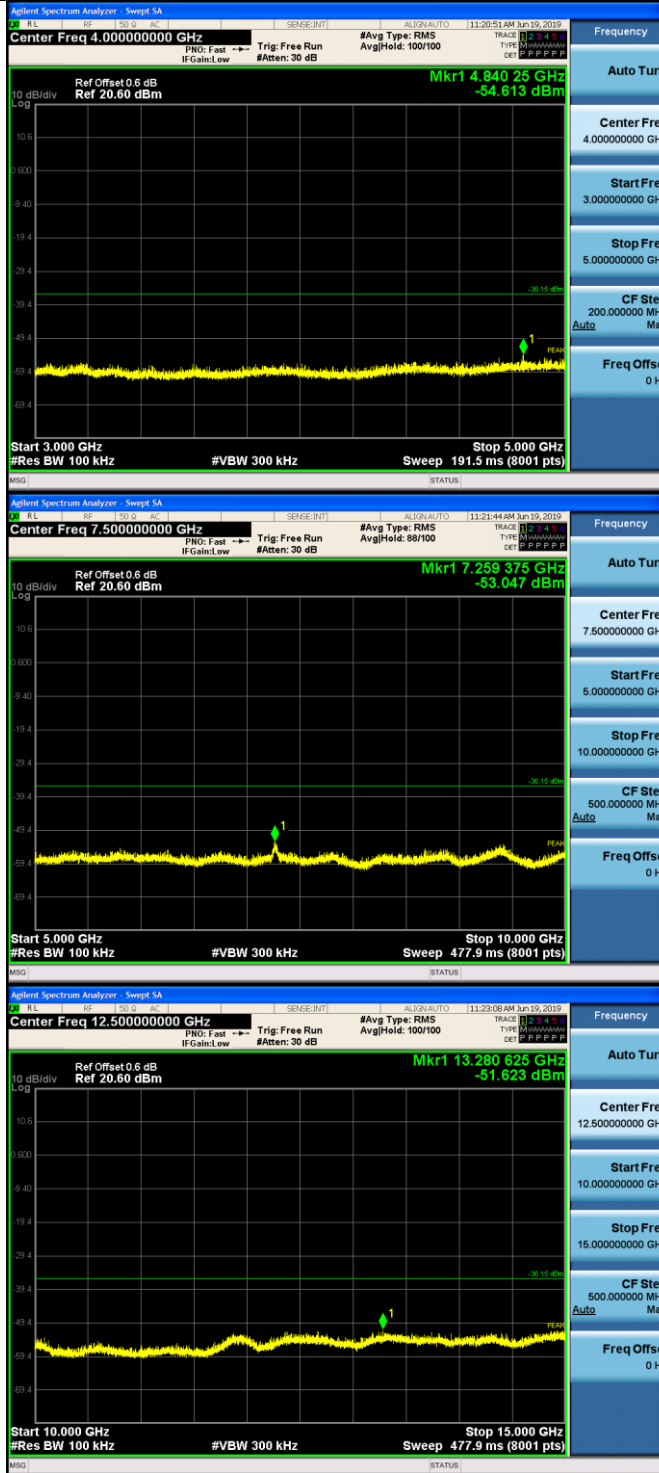 Agilent Spectrum Analyzer - Swept SA
RL RF 50 Ω AC SENSE:INT ALIGNAUTO 11:20:51 AM Jun 19, 2019
Center Freq 4.000000000 GHz #Avg Type: RMS TRACE 1 2 3 4 5 6 Frequency
PNO: Fast Trig: Free Run Avg|Hold: 100/100 TYPE M
IFGain:Low #Atten: 30 dB DET P P P P P P
Auto Tun
Mkr1 4.840 25 GHz
Ref Offset 0.6 dB
10 dB/div Ref 20.60 dBm -54.613 dBm
Log
Center Fre
4.000000000 GH
10.6
0.600
Start Fre
3.000000000 GH
-9.40
-19.4
Stop Fre
5.000000000 GH
-29.4
-36.15 dBm
CF Ste
200.000000 MH
Auto Ma
-39.4
-49.4
1
PEAK
Freq Offs
0 H
-59.4
-69.4
Start 3.000 GHz Stop 5.000 GHz
#Res BW 100 kHz #VBW 300 kHz Sweep 191.5 ms (8001 pts)
MSG STATUS
Agilent Spectrum Analyzer - Swept SA
RL RF 50 Ω AC SENSE:INT ALIGNAUTO 11:21:44 AM Jun 19, 2019
Center Freq 7.500000000 GHz #Avg Type: RMS TRACE 1 2 3 4 5 6 Frequency
PNO: Fast Trig: Free Run Avg|Hold: 88/100 TYPE M
IFGain:Low #Atten: 30 dB DET P P P P P P
Auto Tun
Mkr1 7.259 375 GHz
Ref Offset 0.6 dB
10 dB/div Ref 20.60 dBm -53.047 dBm
Log
Center Fre
7.500000000 GH
10.6
0.600
Start Fre
5.000000000 GH
-9.40
-19.4
Stop Fre
10.000000000 GH
-29.4
-36.15 dBm
CF Ste
500.000000 MH
Auto Ma
-39.4
-49.4
1
PEAK
Freq Offs
0 H
-59.4
-69.4
Start 5.000 GHz Stop 10.000 GHz
#Res BW 100 kHz #VBW 300 kHz Sweep 477.9 ms (8001 pts)
MSG STATUS
Agilent Spectrum Analyzer - Swept SA
RL RF 50 Ω AC SENSE:INT ALIGNAUTO 11:23:08 AM Jun 19, 2019
Center Freq 12.500000000 GHz #Avg Type: RMS TRACE 1 2 3 4 5 6 Frequency
PNO: Fast Trig: Free Run Avg|Hold: 100/100 TYPE M
IFGain:Low #Atten: 30 dB DET P P P P P P
Auto Tun
Mkr1 13.280 625 GHz
Ref Offset 0.6 dB
10 dB/div Ref 20.60 dBm -51.623 dBm
Log
Center Fre
12.500000000 GH
10.6
0.600
Start Fre
10.000000000 GH
-9.40
-19.4
Stop Fre
15.000000000 GH
-29.4
-36.15 dBm
CF Ste
500.000000 MH
Auto Ma
-39.4
-49.4
1
PEAK
Freq Offs
0 H
-59.4
-69.4
Start 10.000 GHz Stop 15.000 GHz
#Res BW 100 kHz #VBW 300 kHz Sweep 477.9 ms (8001 pts)
MSG STATUS